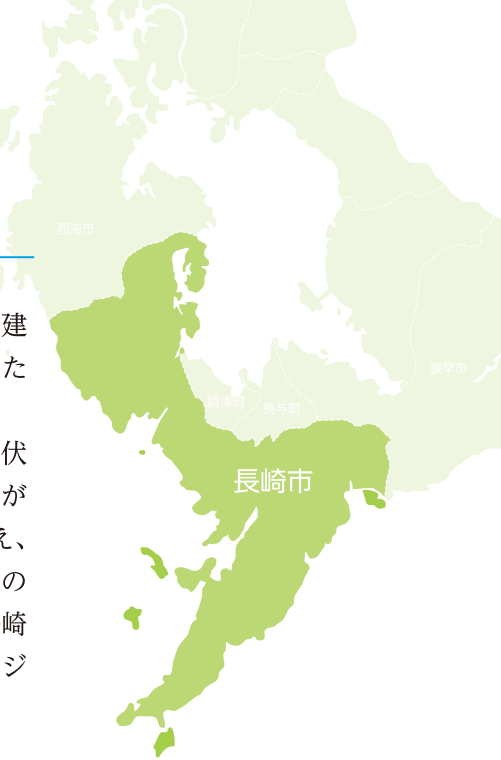 西海市
時津町
長与町
諫早市
長崎市
建
た
伏
が
え、
の
崎
ジ